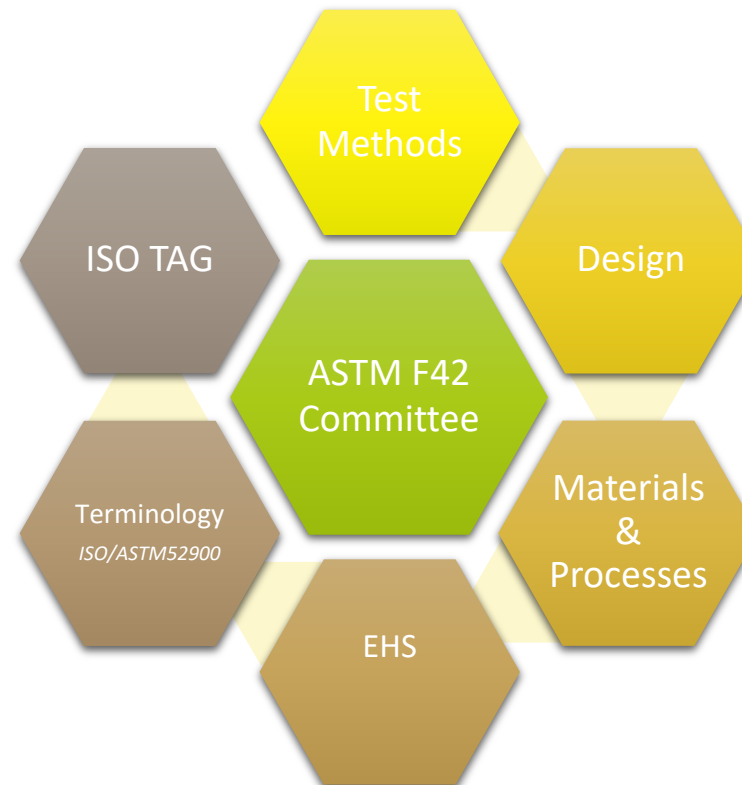 Test
Methods
ISO TAG
Design
ASTM F42
Committee
Terminology
ISO/ASTM52900
Materials
&
Processes
EHS